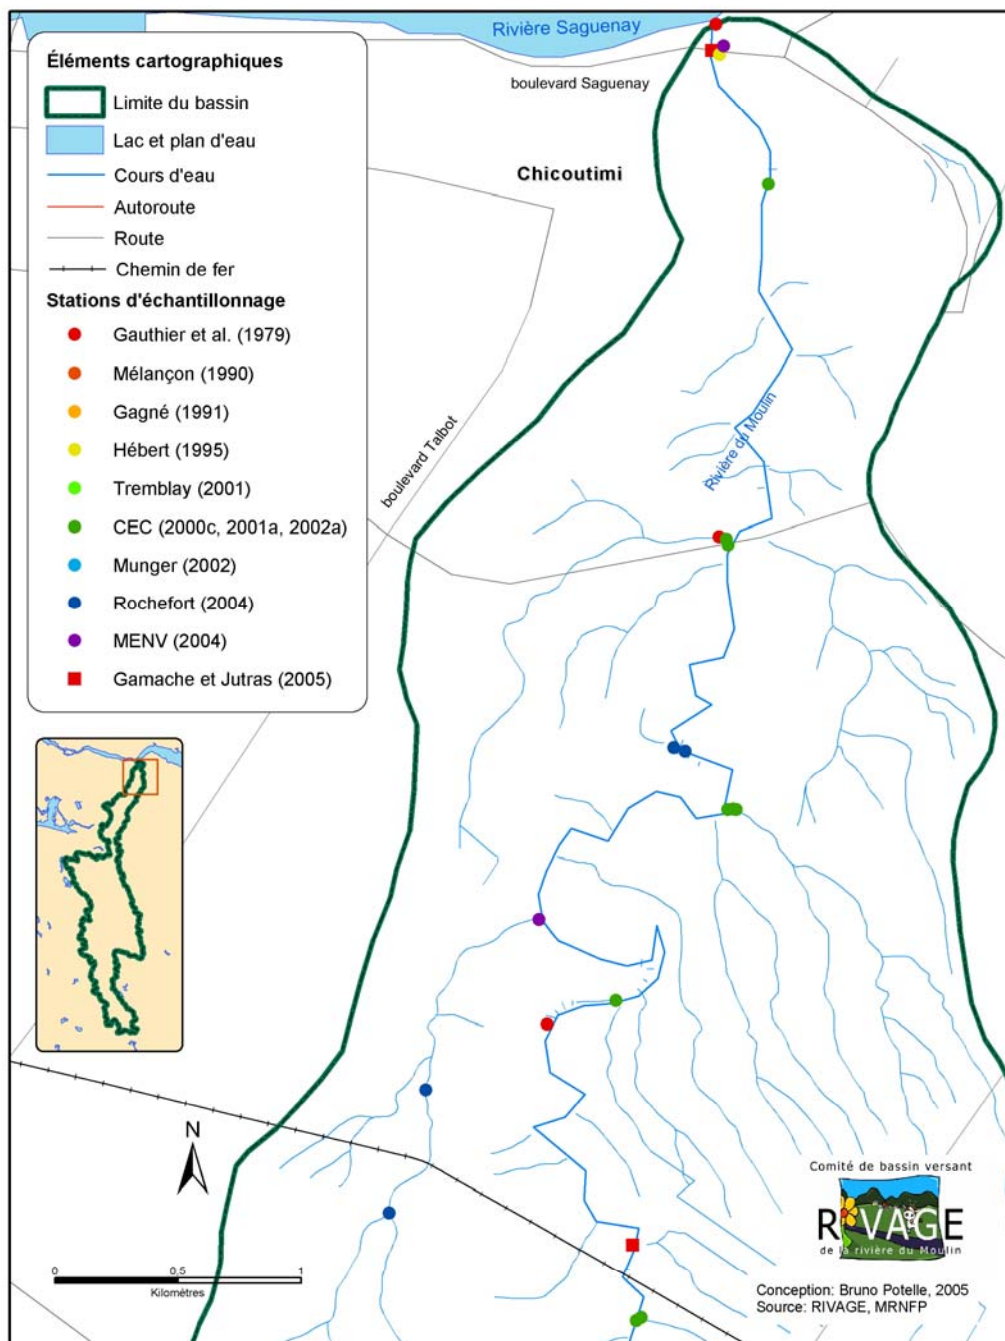 Rivière Saguenay
boulevard Saguenay
Chicoutimi
Éléments cartographiques
Limite du bassin
Lac et plan d'eau
Cours d'eau
Autoroute
Route
Chemin de fer
Stations d'échantillonnage
Gauthier et al. (1979)
Mélançon (1990)
Gagné (1991)
Hébert (1995)
Tremblay (2001)
CEC (2000c, 2001a, 2002a)
Munger (2002)
Rochefort (2004)
MENV (2004)
Gamache et Jutras (2005)
boulevard Talbot
Rivière du Moulin
N
0 0,5 1
Kilomètres
Comité de bassin versant
RIVAGE
de la rivière du Moulin
Conception: Bruno Potelle, 2005
Source: RIVAGE, MRNFP